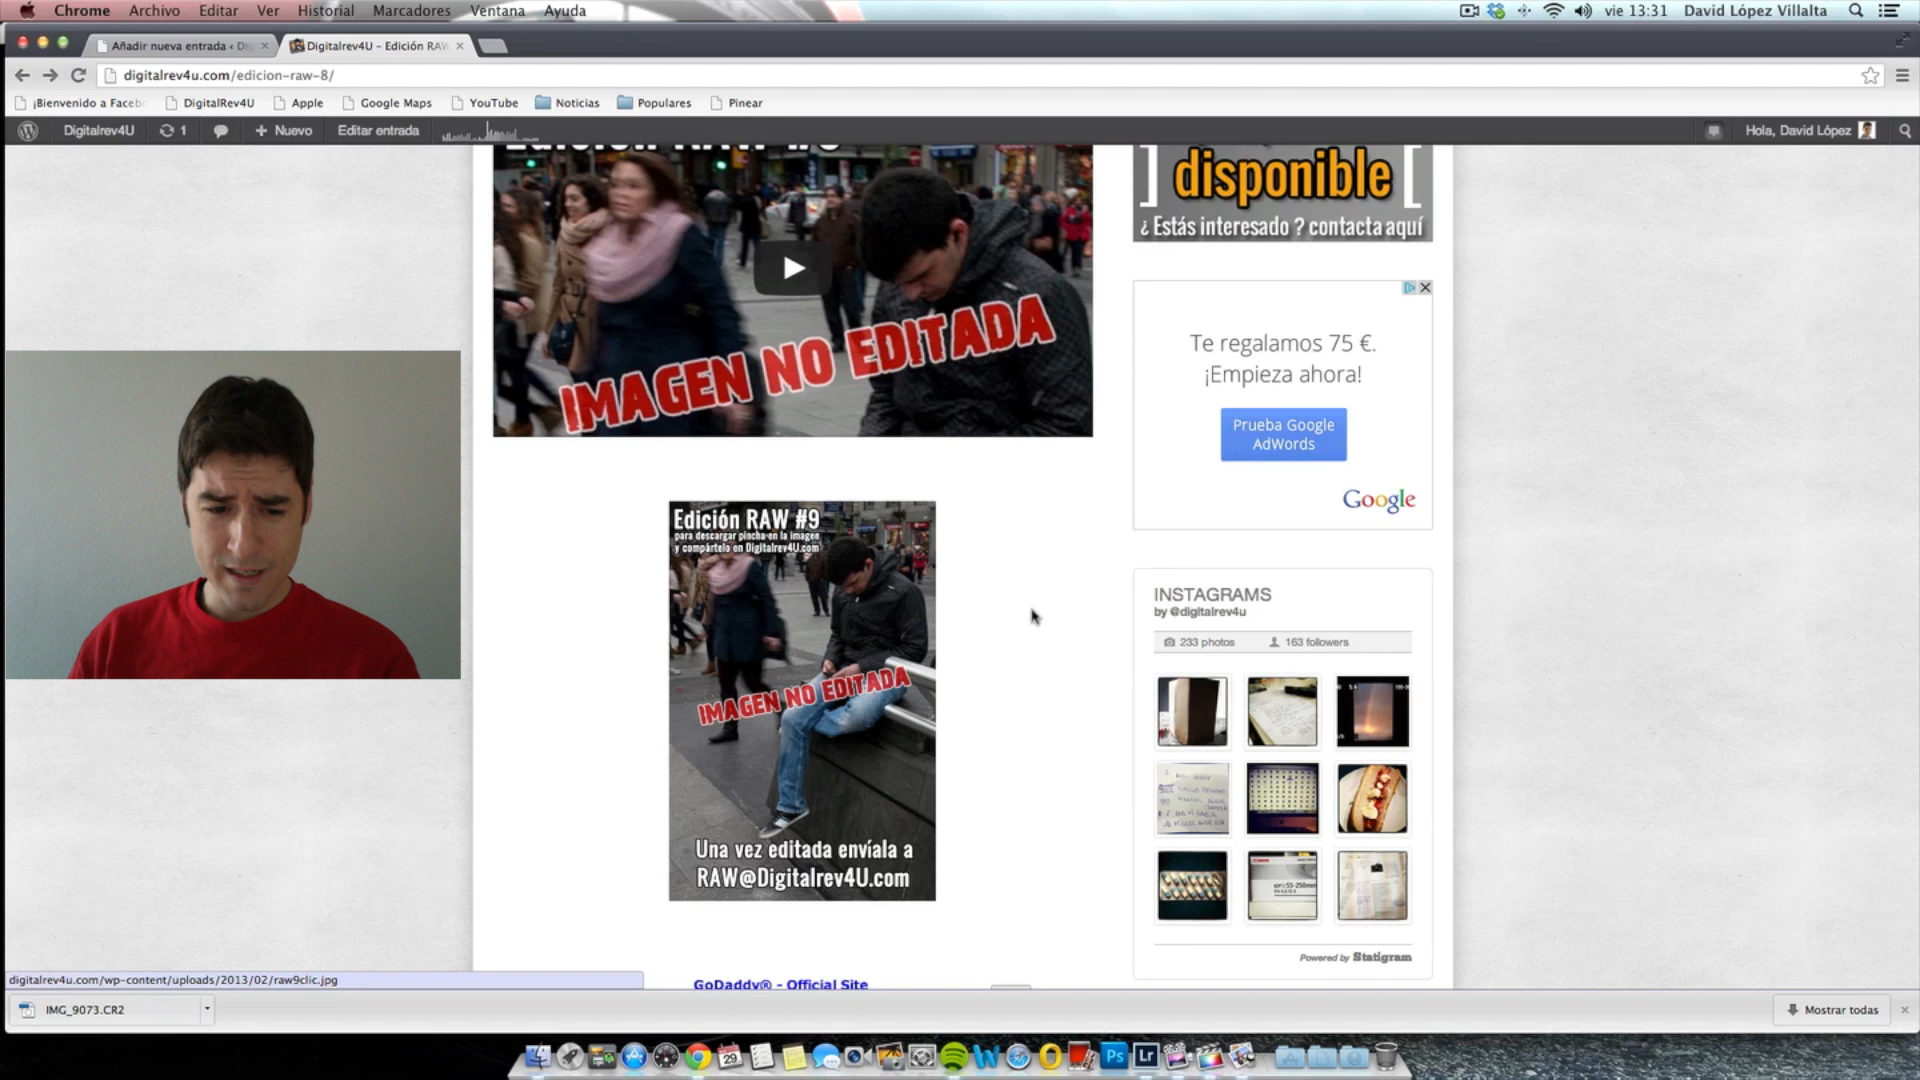 Chrome Archivo Editar Ver Historial Marcadores Ventana Ayuda
vie 13:31 David López Villalta
Añadir nueva entrada ‹ Dig
Digitalrev4U – Edición RAW
digitalrev4u.com/edicion-raw-8/
¡Bienvenido a Faceb
DigitalRev4U
Apple
Google Maps
YouTube
Noticias
Populares
Pinear
Digitalrev4U
1
Nuevo
Editar entrada
Hola, David López
IMAGEN NO EDITADA
] disponible [
¿ Estás interesado ? contacta aquí
Te regalamos 75 €.
¡Empieza ahora!
Prueba Google
AdWords
Google
Edición RAW #9
para descargar pincha en la imagen
y compártelo en Digitalrev4U.com
IMAGEN NO EDITADA
Una vez editada envíala a
RAW@Digitalrev4U.com
INSTAGRAMS
by @digitalrev4u
233 photos
163 followers
Powered by Statigram
GoDaddy® - Official Site
digitalrev4u.com/wp-content/uploads/2013/02/raw9clic.jpg
IMG_9073.CR2
Mostrar todas
29
Ps
Lr